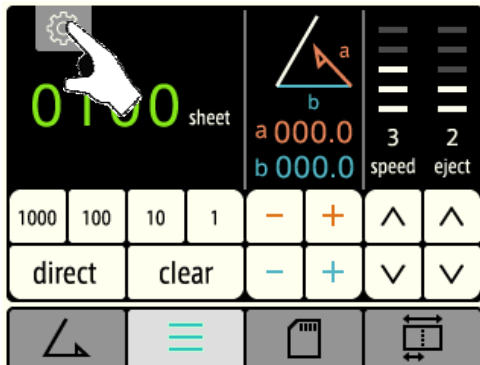 0100 sheet
a
b
a 000.0
b 000.0
3 2
speed eject
1000 100 10 1 - +
direct clear - +